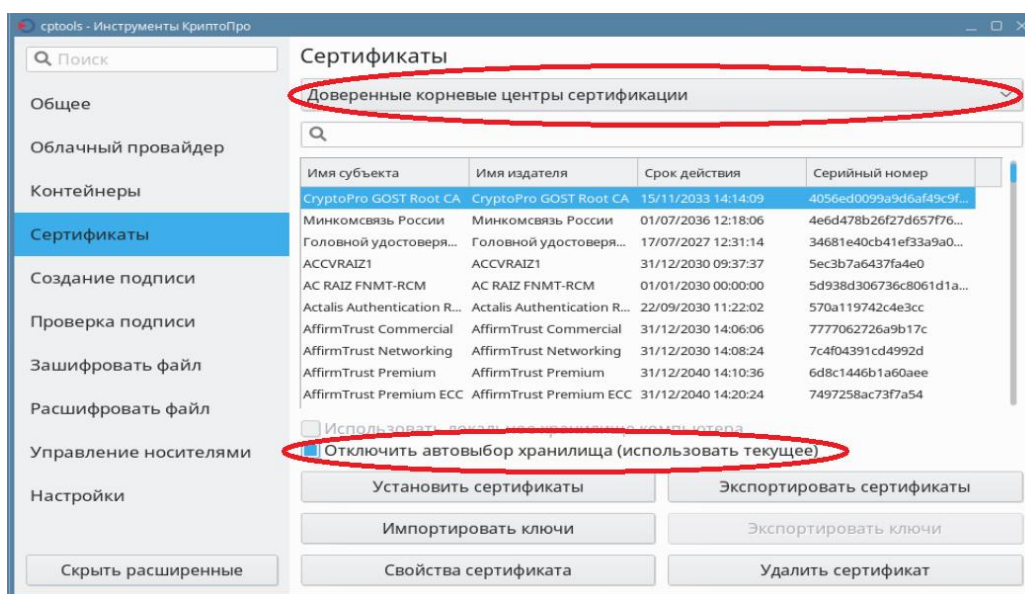 cptools - Инструменты КриптоПро
Поиск
Общее
Облачный провайдер
Контейнеры
Сертификаты
Создание подписи
Проверка подписи
Зашифровать файл
Расшифровать файл
Управление носителями
Настройки
Скрыть расширенные
Сертификаты
Доверенные корневые центры сертификации
Имя субъекта Имя издателя Срок действия Серийный номер
CryptoPro GOST Root CA CryptoPro GOST Root CA 15/11/2033 14:14:09 4056ed0099a9d6af49c9f...
Минкомсвязь России Минкомсвязь России 01/07/2036 12:18:06 4e6d478b26f27d657f76...
Головной удостоверя... Головной удостоверя... 17/07/2027 12:31:14 34681e40cb41ef33a9a0...
ACCVRAIZ1 ACCVRAIZ1 31/12/2030 09:37:37 5ec3b7a6437fa4e0
AC RAIZ FNMT-RCM AC RAIZ FNMT-RCM 01/01/2030 00:00:00 5d938d306736c8061d1a...
Actalis Authentication R... Actalis Authentication R... 22/09/2030 11:22:02 570a119742c4e3cc
AffirmTrust Commercial AffirmTrust Commercial 31/12/2030 14:06:06 7777062726a9b17c
AffirmTrust Networking AffirmTrust Networking 31/12/2030 14:08:24 7c4f04391cd4992d
AffirmTrust Premium AffirmTrust Premium 31/12/2040 14:10:36 6d8c1446b1a60aee
AffirmTrust Premium ECC AffirmTrust Premium ECC 31/12/2040 14:20:24 7497258ac73f7a54
Использовать локальное хранилище компьютера
Отключить автовыбор хранилища (использовать текущее)
Установить сертификаты Экспортировать сертификаты
Импортировать ключи Экспортировать ключи
Свойства сертификата Удалить сертификат